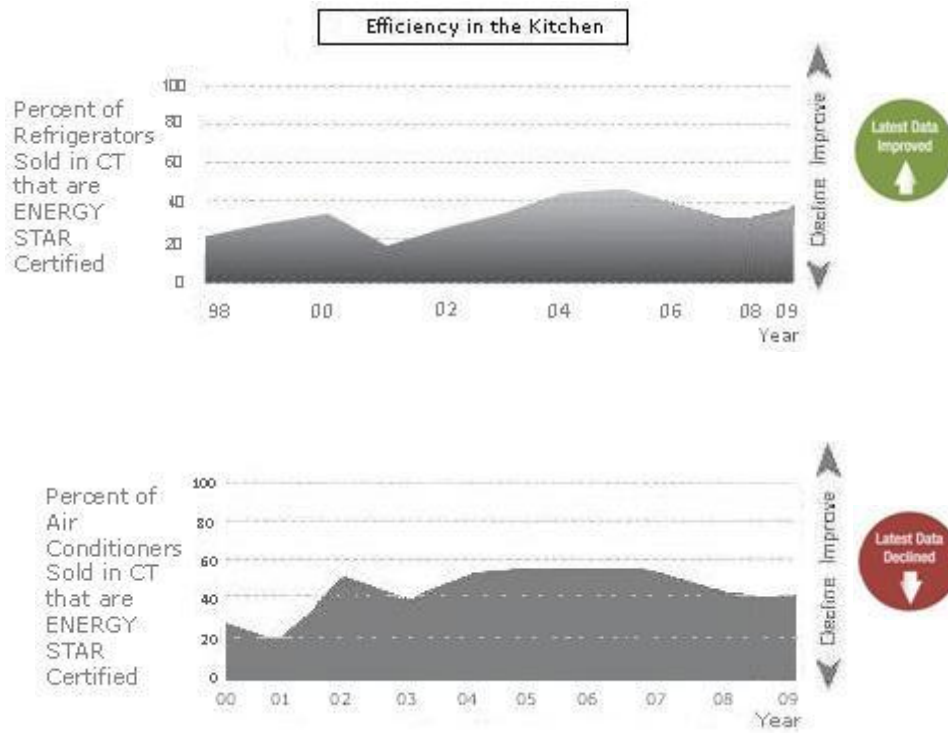 Efficiency in the Kitchen
Percent of
Refrigerators
Sold in CT
that are
ENERGY
STAR
Certified
100
80
60
40
20
0
98 00 02 04 06 08 09
Year
Decline Improve
Latest Data
Improved
Percent of
Air
Conditioners
Sold in CT
that are
ENERGY
STAR
Certified
100
80
60
40
20
0
00 01 02 03 04 05 06 07 08 09
Year
Decline Improve
Latest Data
Declined